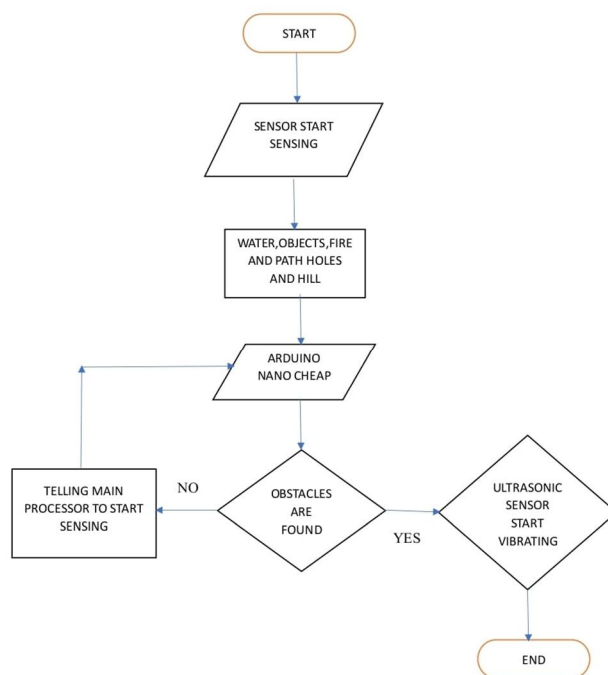 START
SENSOR START
SENSING
WATER,OBJECTS,FIRE
AND PATH HOLES
AND HILL
ARDUINO
NANO CHEAP
OBSTACLES
ARE
FOUND
NO
TELLING MAIN
PROCESSOR TO START
SENSING
YES
ULTRASONIC
SENSOR
START
VIBRATING
END